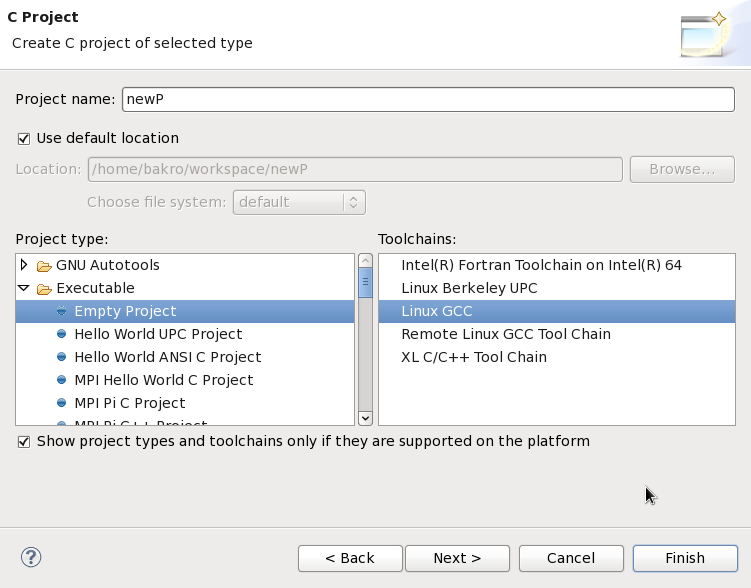 C Project
Create C project of selected type
Project name: newP
Use default location
Location: /home/bakro/workspace/newP Browse...
Choose file system: default
Project type: Toolchains:
GNU Autotools
Executable
Empty Project
Hello World UPC Project
Hello World ANSI C Project
MPI Hello World C Project
MPI Pi C Project
MPI Pi C++ Project
Intel(R) Fortran Toolchain on Intel(R) 64
Linux Berkeley UPC
Linux GCC
Remote Linux GCC Tool Chain
XL C/C++ Tool Chain
Show project types and toolchains only if they are supported on the platform
? < Back Next > Cancel Finish